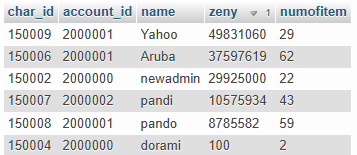 char_id account_id name zeny 1 numofitem
150009 2000001 Yahoo 49831060 29
150006 2000001 Aruba 37597619 62
150002 2000000 newadmin 29925000 22
150007 2000002 pandi 10575934 43
150008 2000001 pando 8785582 59
150004 2000000 dorami 100 2